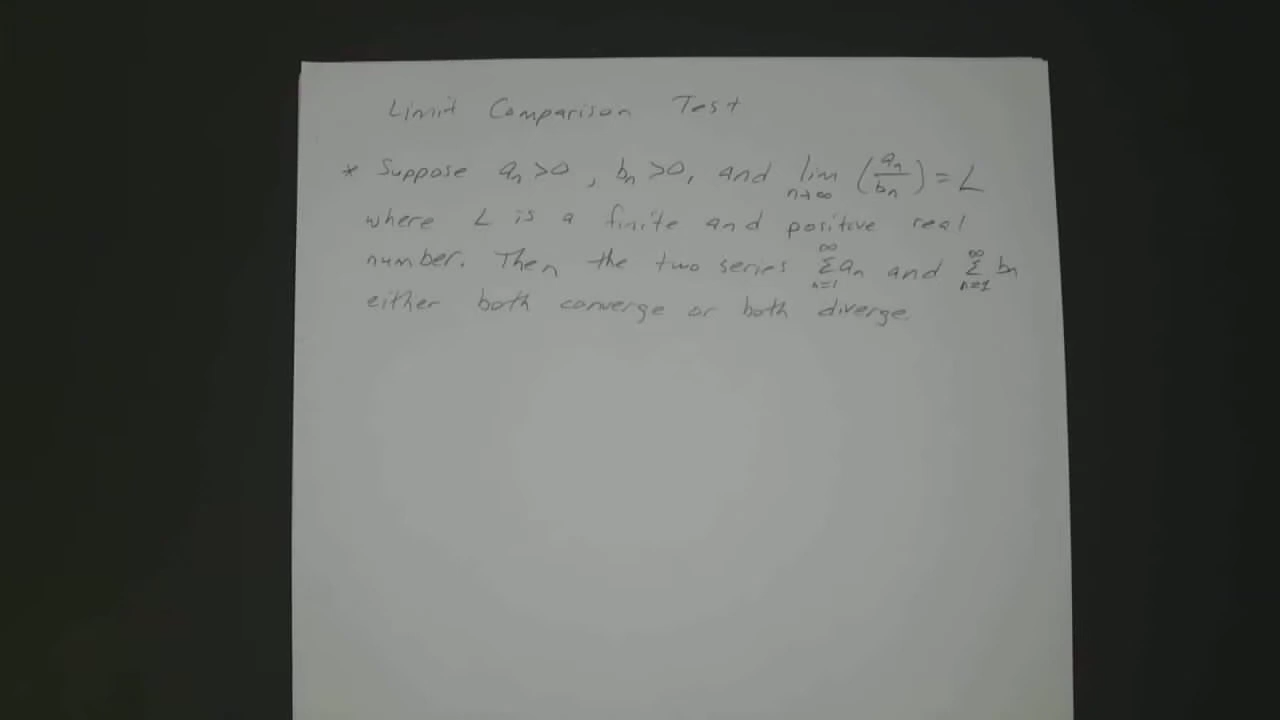 Limit Comparison Test
* Suppose aₙ >0, bₙ >0, and lim n→∞ (aₙ/bₙ) = L
where L is a finite and positive real
number. Then the two series ∞ Σ n=1 aₙ and ∞ Σ n=1 bₙ
either both converge or both diverge.